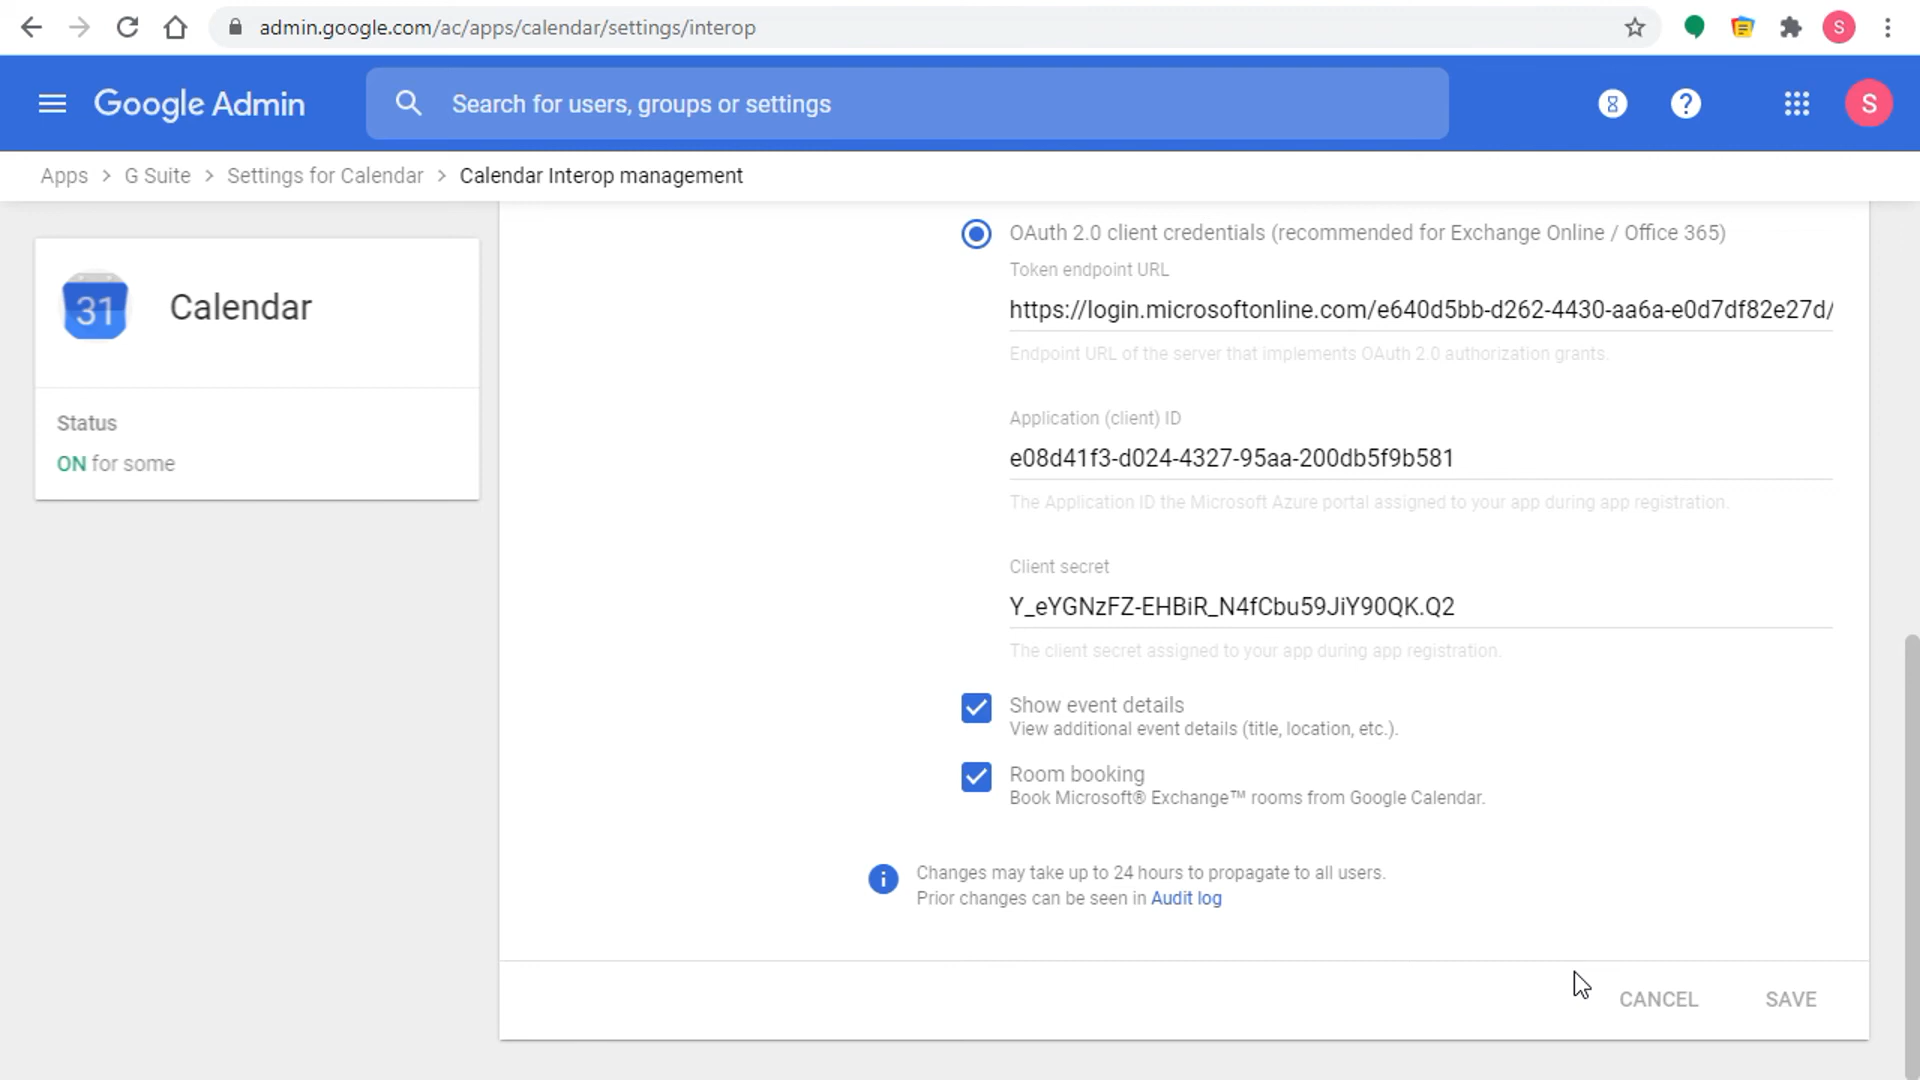 admin.google.com/ac/apps/calendar/settings/interop
S
Google Admin
Search for users, groups or settings
?
S
Apps > G Suite > Settings for Calendar > Calendar Interop management
OAuth 2.0 client credentials (recommended for Exchange Online / Office 365)
Token endpoint URL
https://login.microsoftonline.com/e640d5bb-d262-4430-aa6a-e0d7df82e27d/
Endpoint URL of the server that implements OAuth 2.0 authorization grants.
31
Calendar
Status
ON for some
Application (client) ID
e08d41f3-d024-4327-95aa-200db5f9b581
The Application ID the Microsoft Azure portal assigned to your app during app registration.
Client secret
Y_eYGNzFZ-EHBiR_N4fCbu59JiY90QK.Q2
The client secret assigned to your app during app registration.
Show event details
View additional event details (title, location, etc.).
Room booking
Book Microsoft® Exchange™ rooms from Google Calendar.
Changes may take up to 24 hours to propagate to all users.
Prior changes can be seen in Audit log
CANCEL
SAVE